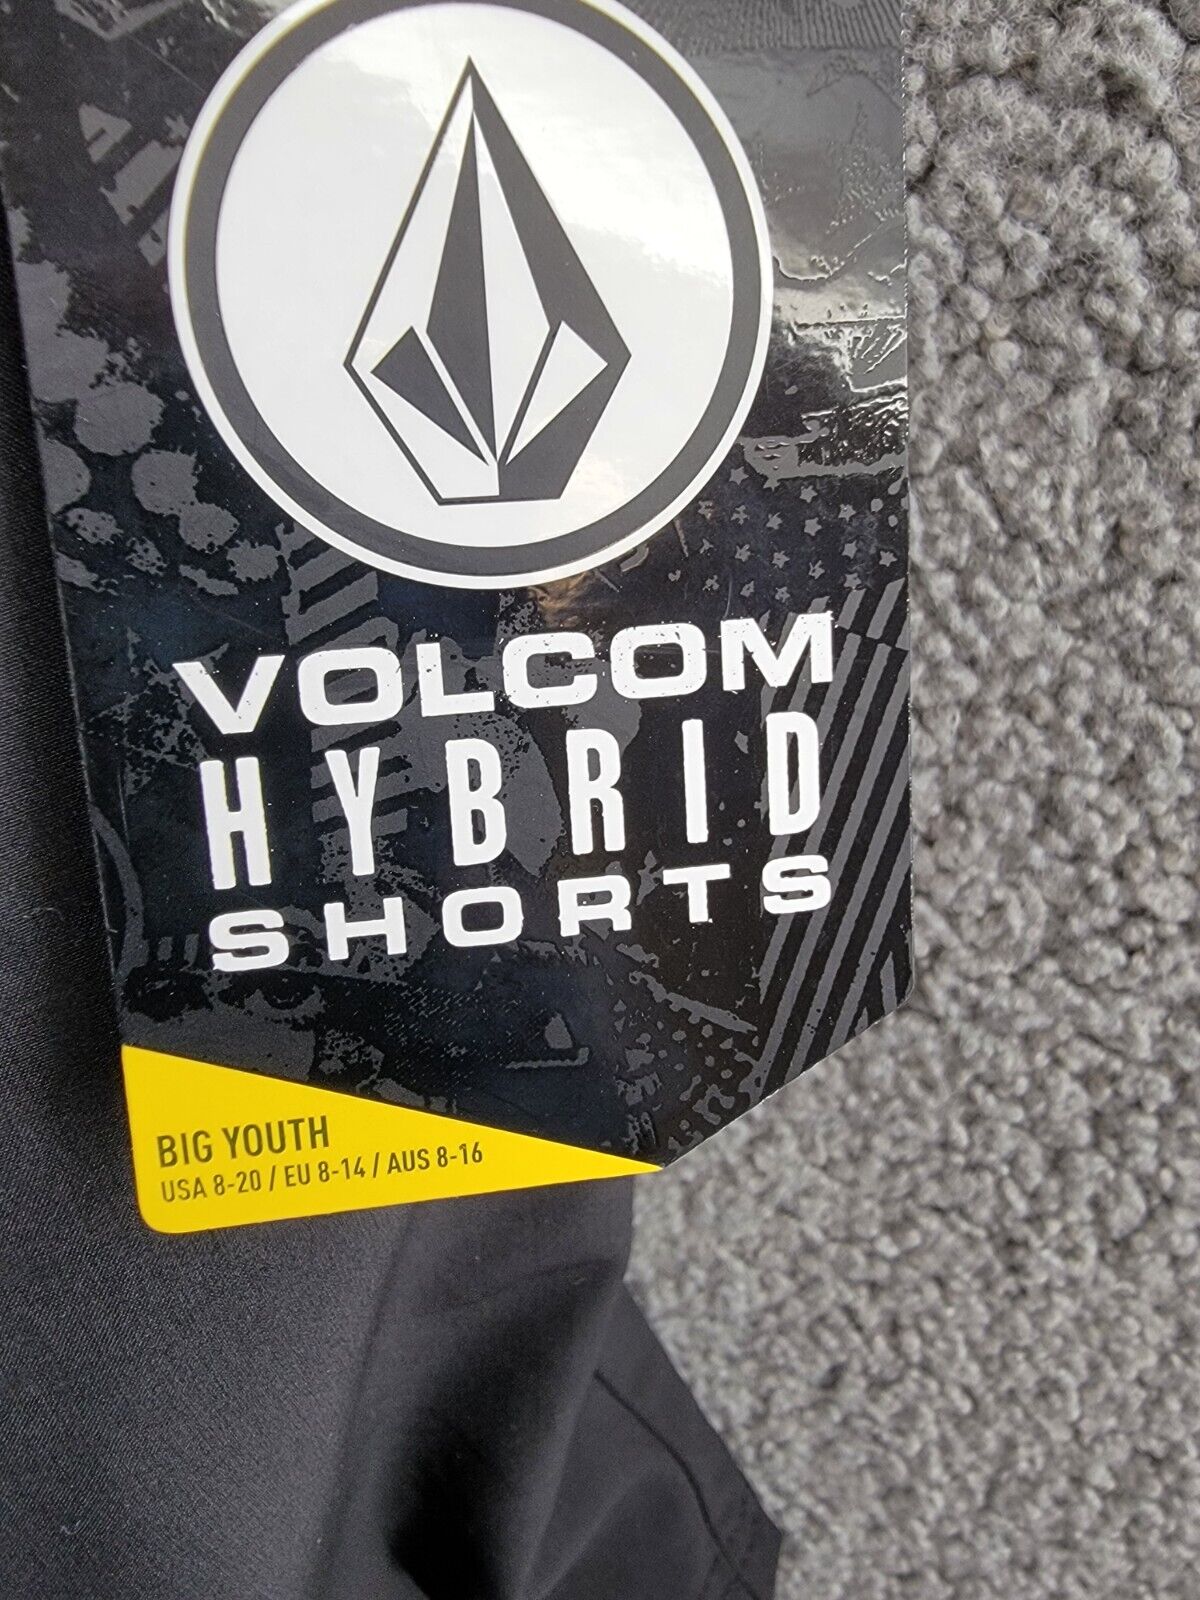 VOLCOM
HYBRID
SHORTS
BIG YOUTH
USA 8-20 / EU 8-14 / AUS 8-16